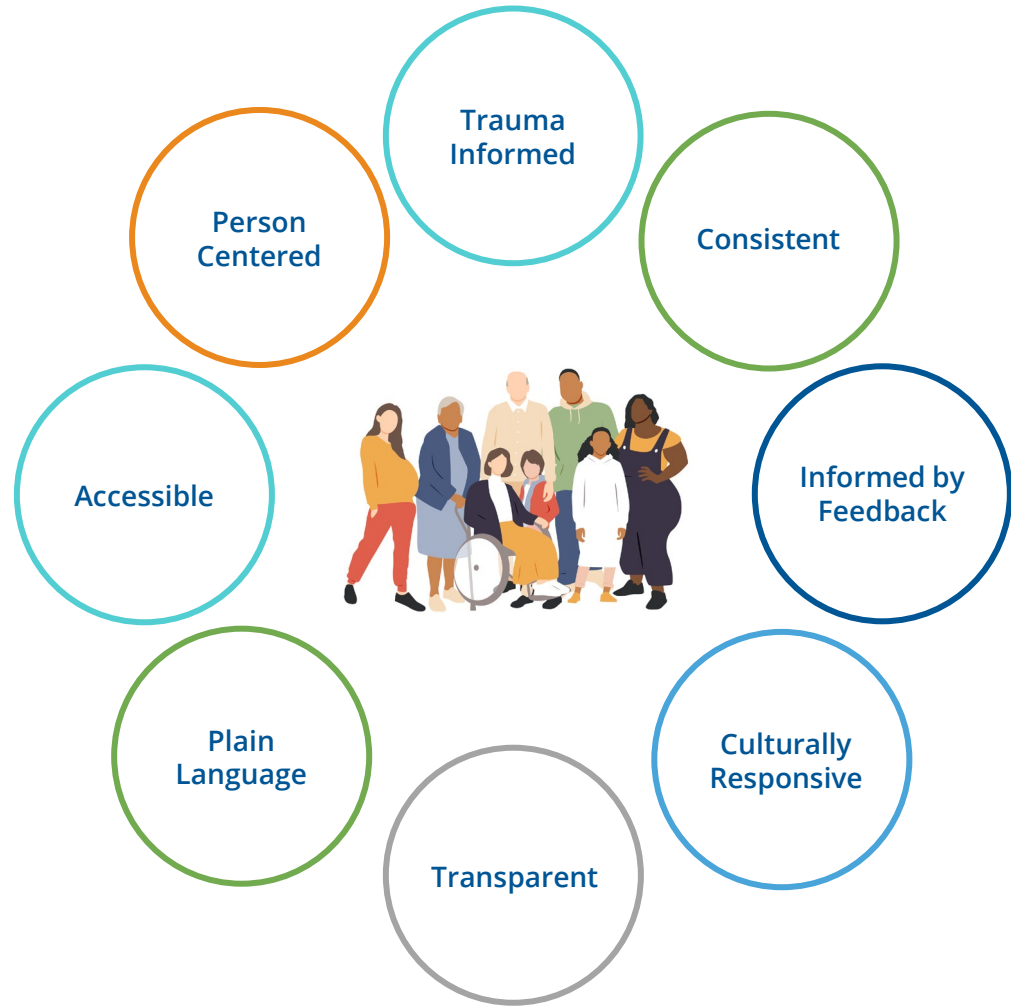 Trauma
Informed
Consistent
Informed by
Feedback
Culturally
Responsive
Transparent
Plain
Language
Accessible
Person
Centered